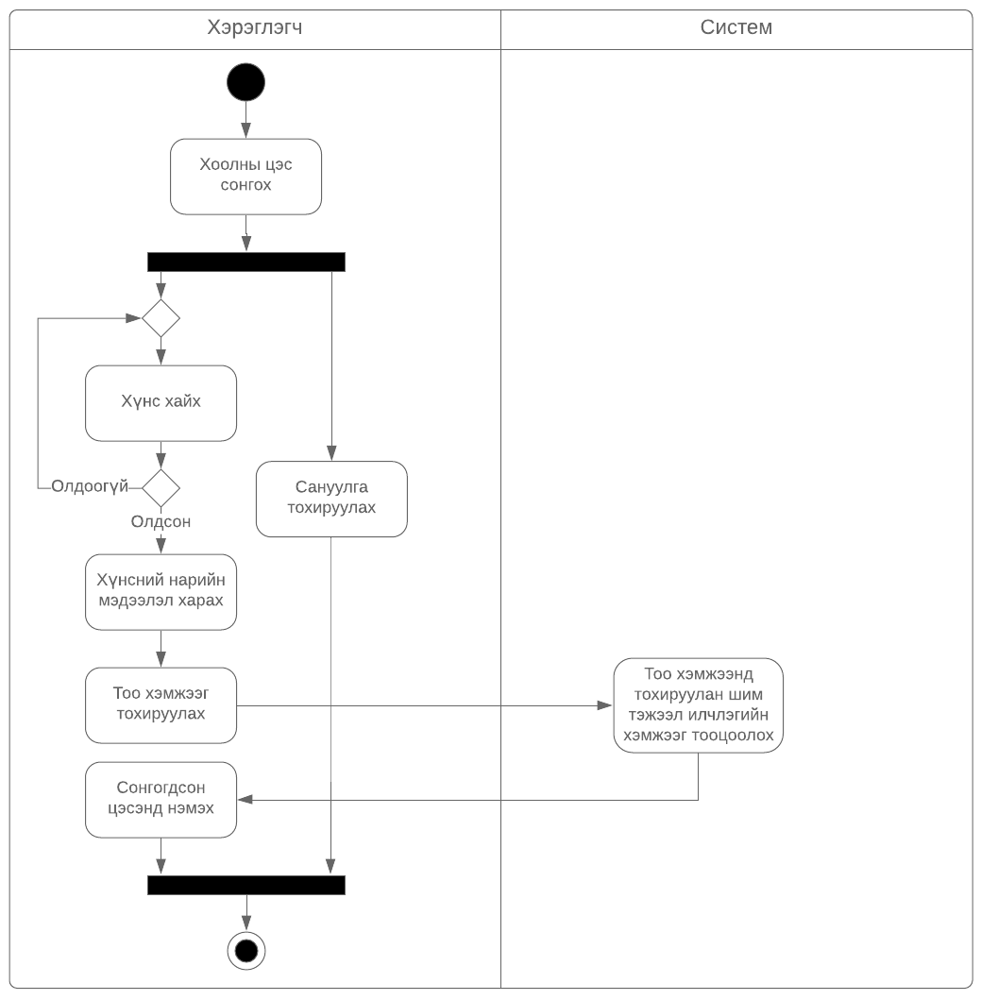 Хэрэглэгч
Систем
Хоолны цэс
сонгох
Хүнс хайх
Олдоогүй
Олдсон
Сануулга
тохируулах
Хүнсний нарийн
мэдээлэл харах
Тоо хэмжээг
тохируулах
Тоо хэмжээнд
тохируулан шим
тэжээл илчлэгийн
хэмжээг тооцоолох
Сонгогдсон
цэсэнд нэмэх